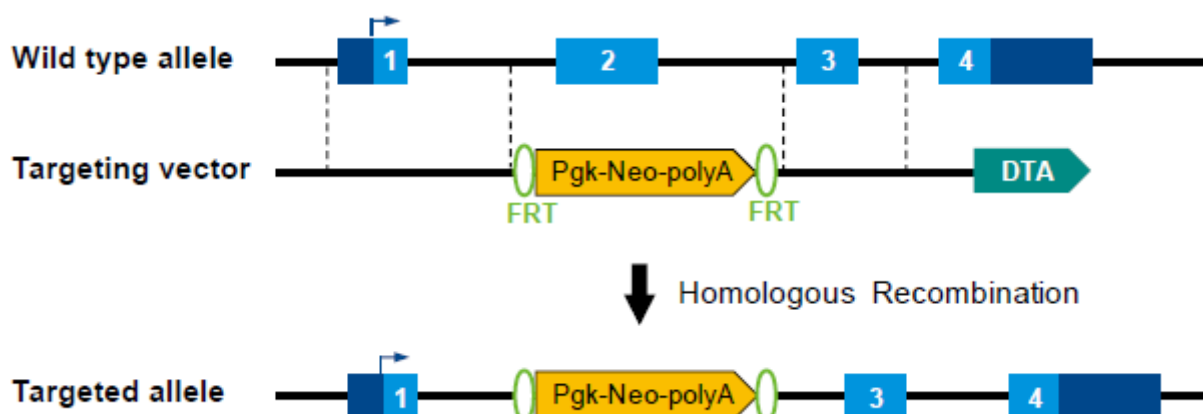 Wild type allele 1 2 3 4
Targeting vector Pgk-Neo-polyA DTA
FRT FRT
Homologous Recombination
Targeted allele 1 Pgk-Neo-polyA 3 4